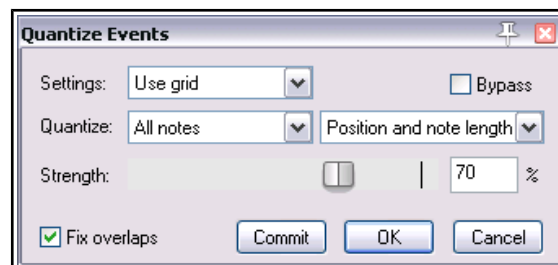 Quantize Events
Settings: Use grid Bypass
Quantize: All notes Position and note length
Strength: 70 %
Fix overlaps Commit OK Cancel